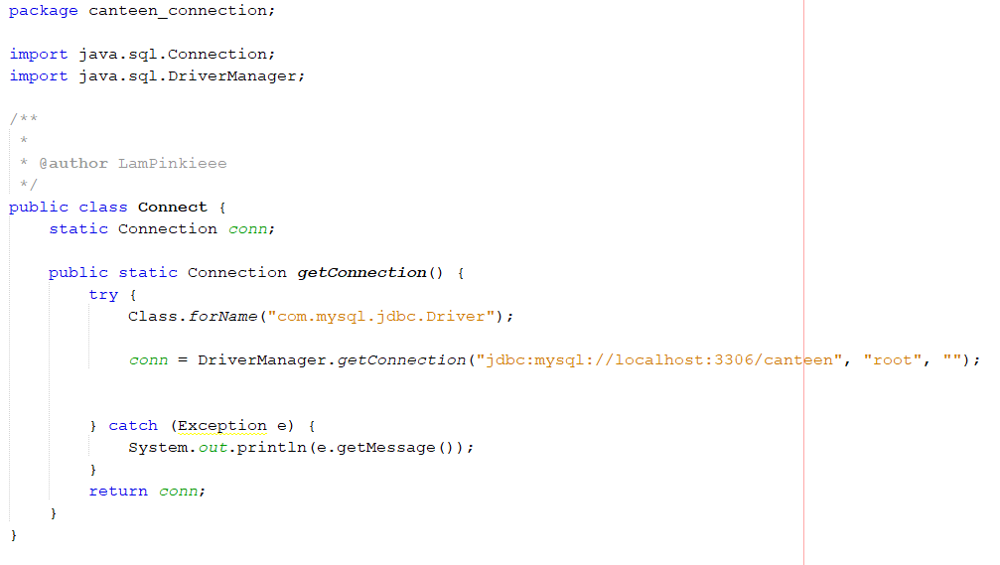 package canteen_connection;
import java.sql.Connection;
import java.sql.DriverManager;
/**
 *
 * @author LamPinkieee
 */
public class Connect {
    static Connection conn;
    public static Connection getConnection() {
        try {
            Class.forName("com.mysql.jdbc.Driver");
            conn = DriverManager.getConnection("jdbc:mysql://localhost:3306/canteen", "root", "");
        } catch (Exception e) {
            System.out.println(e.getMessage());
        }
        return conn;
    }
}